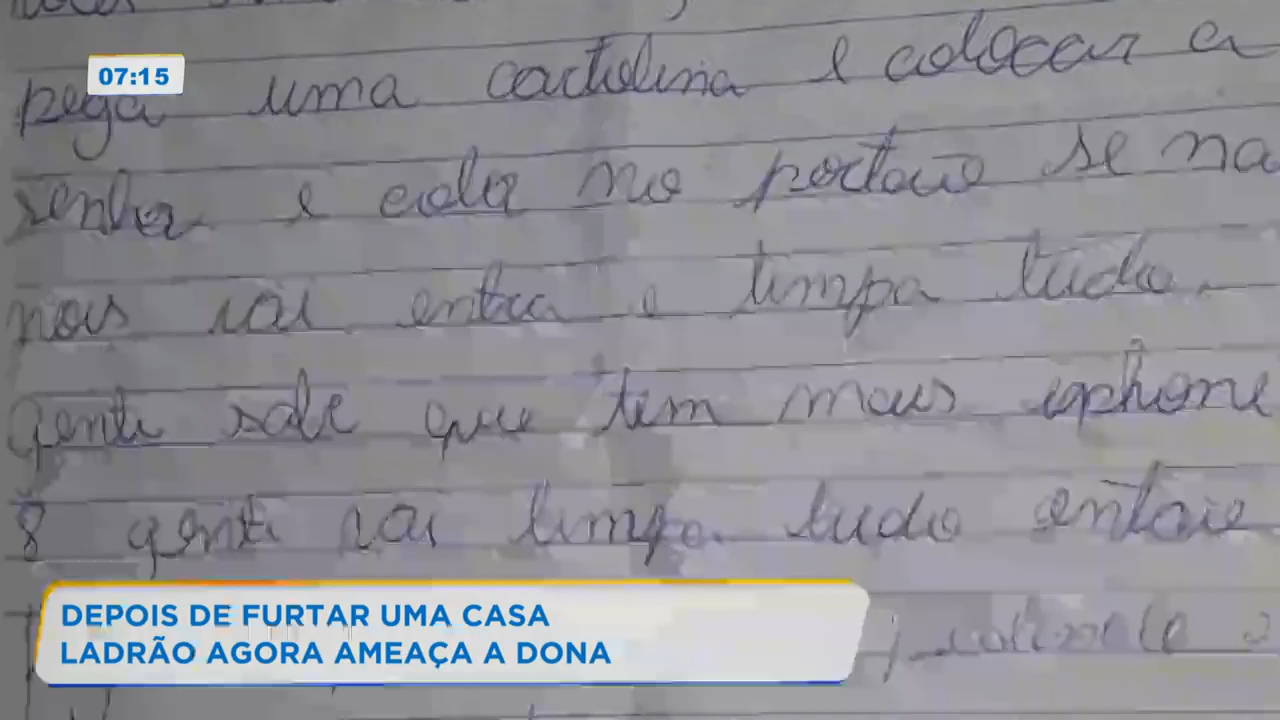 07:15
pega uma cartolina e colocar a
senha e cola no portão se na
nois vai entra e limpa tudo.
gente sabe que tem mais iphone
8 gente vai limpa tudo então
DEPOIS DE FURTAR UMA CASA
LADRÃO AGORA AMEAÇA A DONA